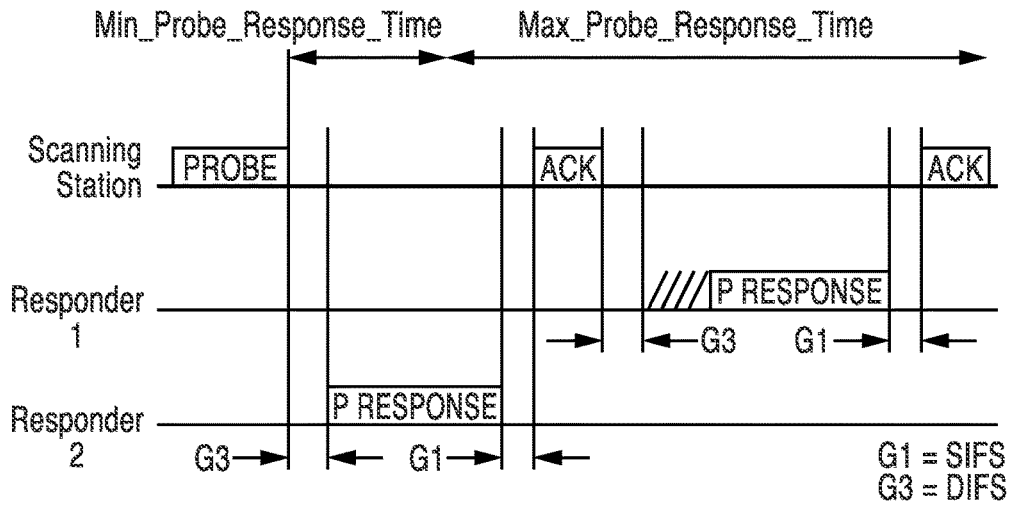 Min_Probe_Response_Time Max_Probe_Response_Time
Scanning
Station
PROBE
ACK
ACK
Responder
1
P RESPONSE
G3
G1
Responder
2
P RESPONSE
G3
G1
G1 = SIFS
G3 = DIFS